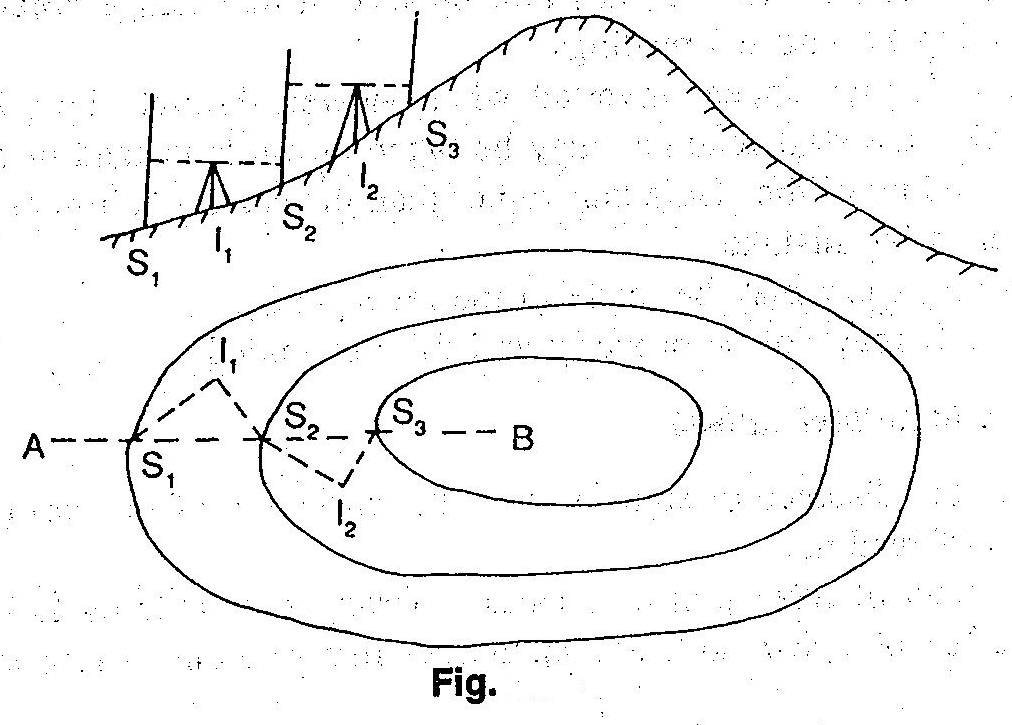 S₃
I₂
S₂
I₁
S₁
I₁
S₂ S₃
A B
S₁
I₂
Fig.